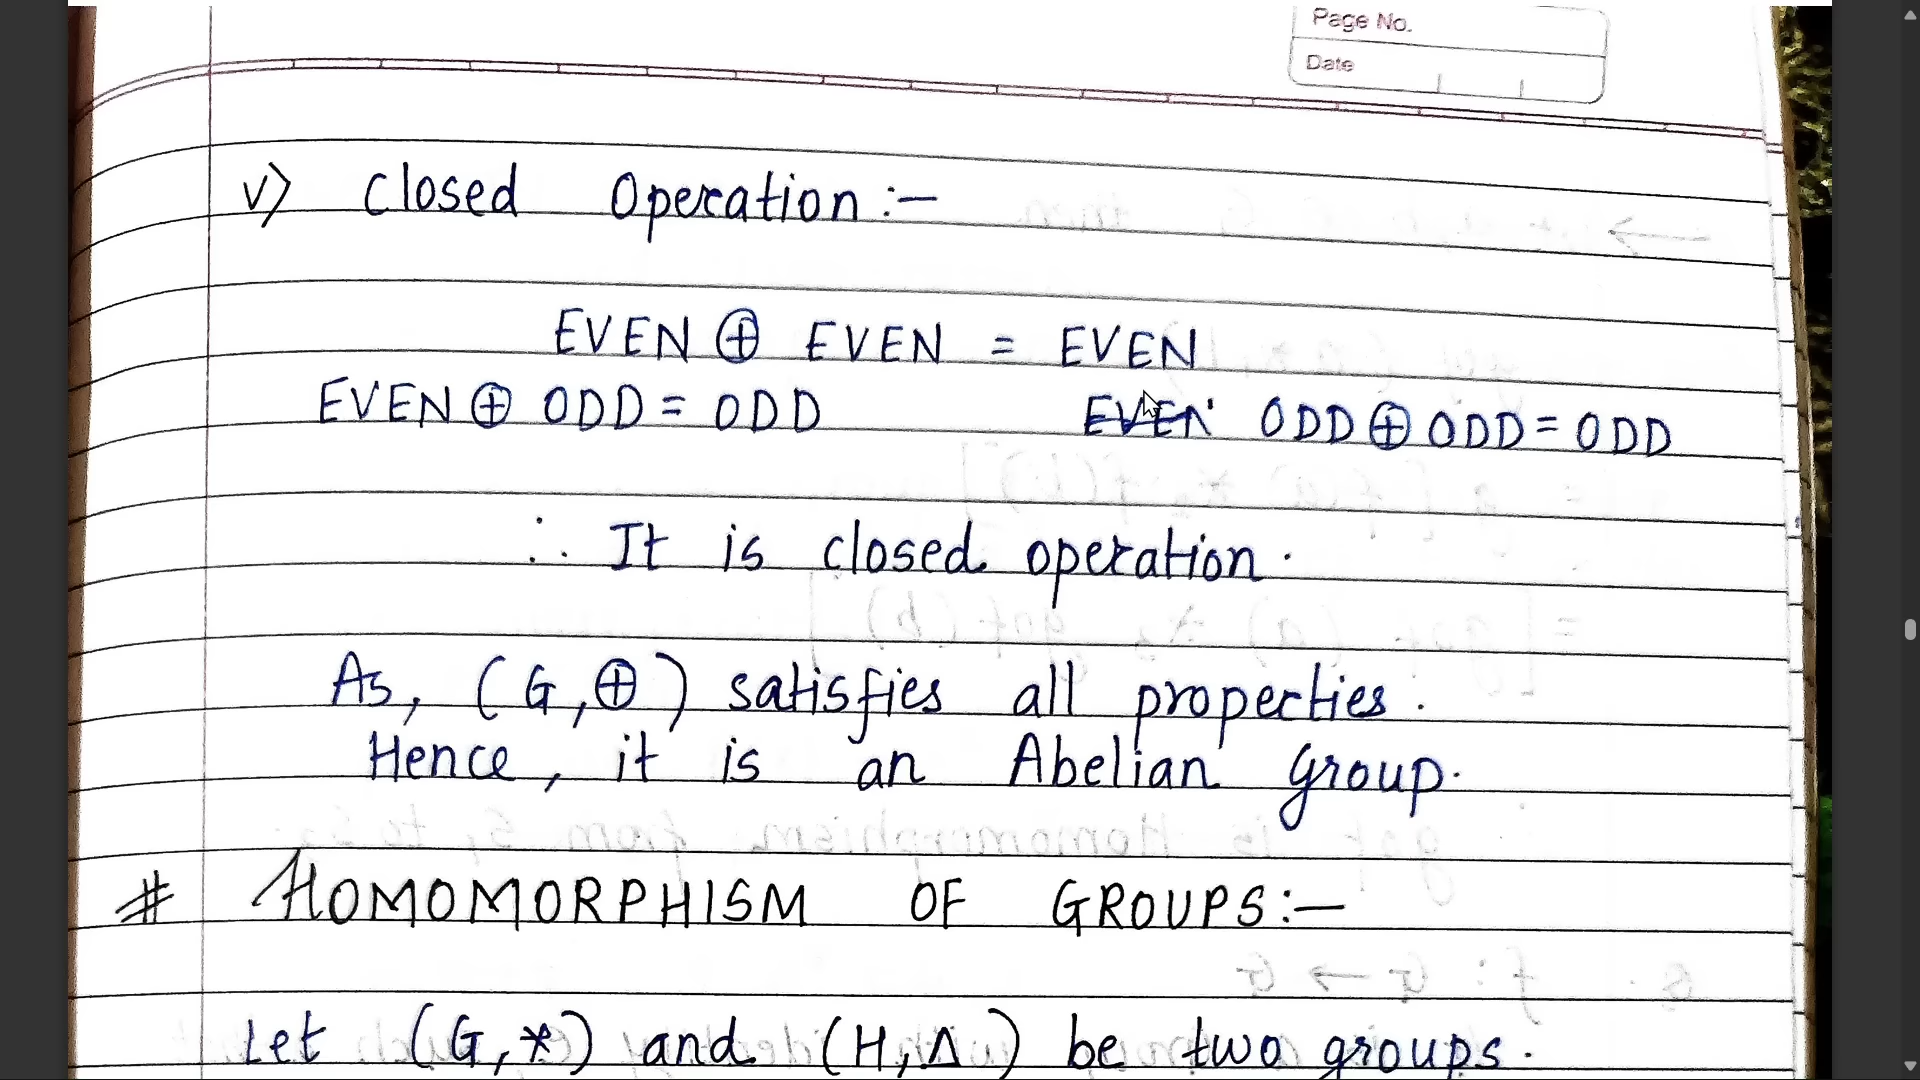 Page No.
Date
v) Closed Operation :-
EVEN ⊕ EVEN = EVEN
EVEN ⊕ ODD = ODD EVEN ODD ⊕ ODD = ODD
∴ It is closed operation.
As, (G, ⊕) satisfies all properties.
Hence, it is an Abelian group.
# HOMOMORPHISM OF GROUPS :-
Let (G, *) and (H, Δ) be two groups.